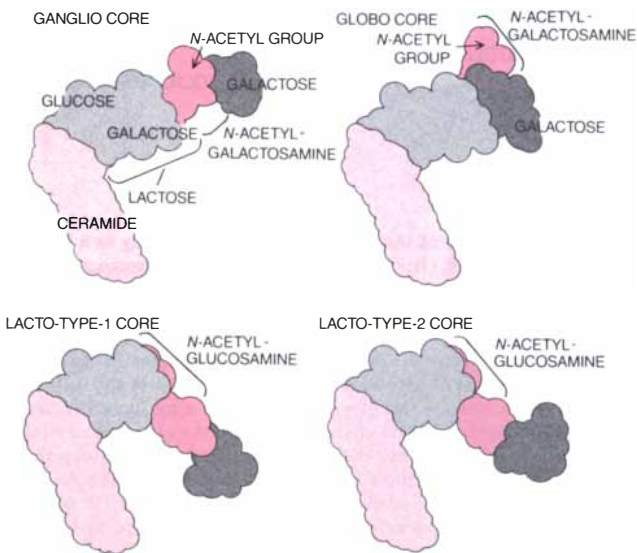 GANGLIO CORE
N-ACETYL GROUP
GLUCOSE
GALACTOSE
GALACTOSE
N-ACETYL-
GALACTOSAMINE
LACTOSE
CERAMIDE
GLOBO CORE
N-ACETYL
GROUP
N-ACETYL-
GALACTOSAMINE
GALACTOSE
LACTO-TYPE-1 CORE
N-ACETYL-
GLUCOSAMINE
LACTO-TYPE-2 CORE
N-ACETYL-
GLUCOSAMINE